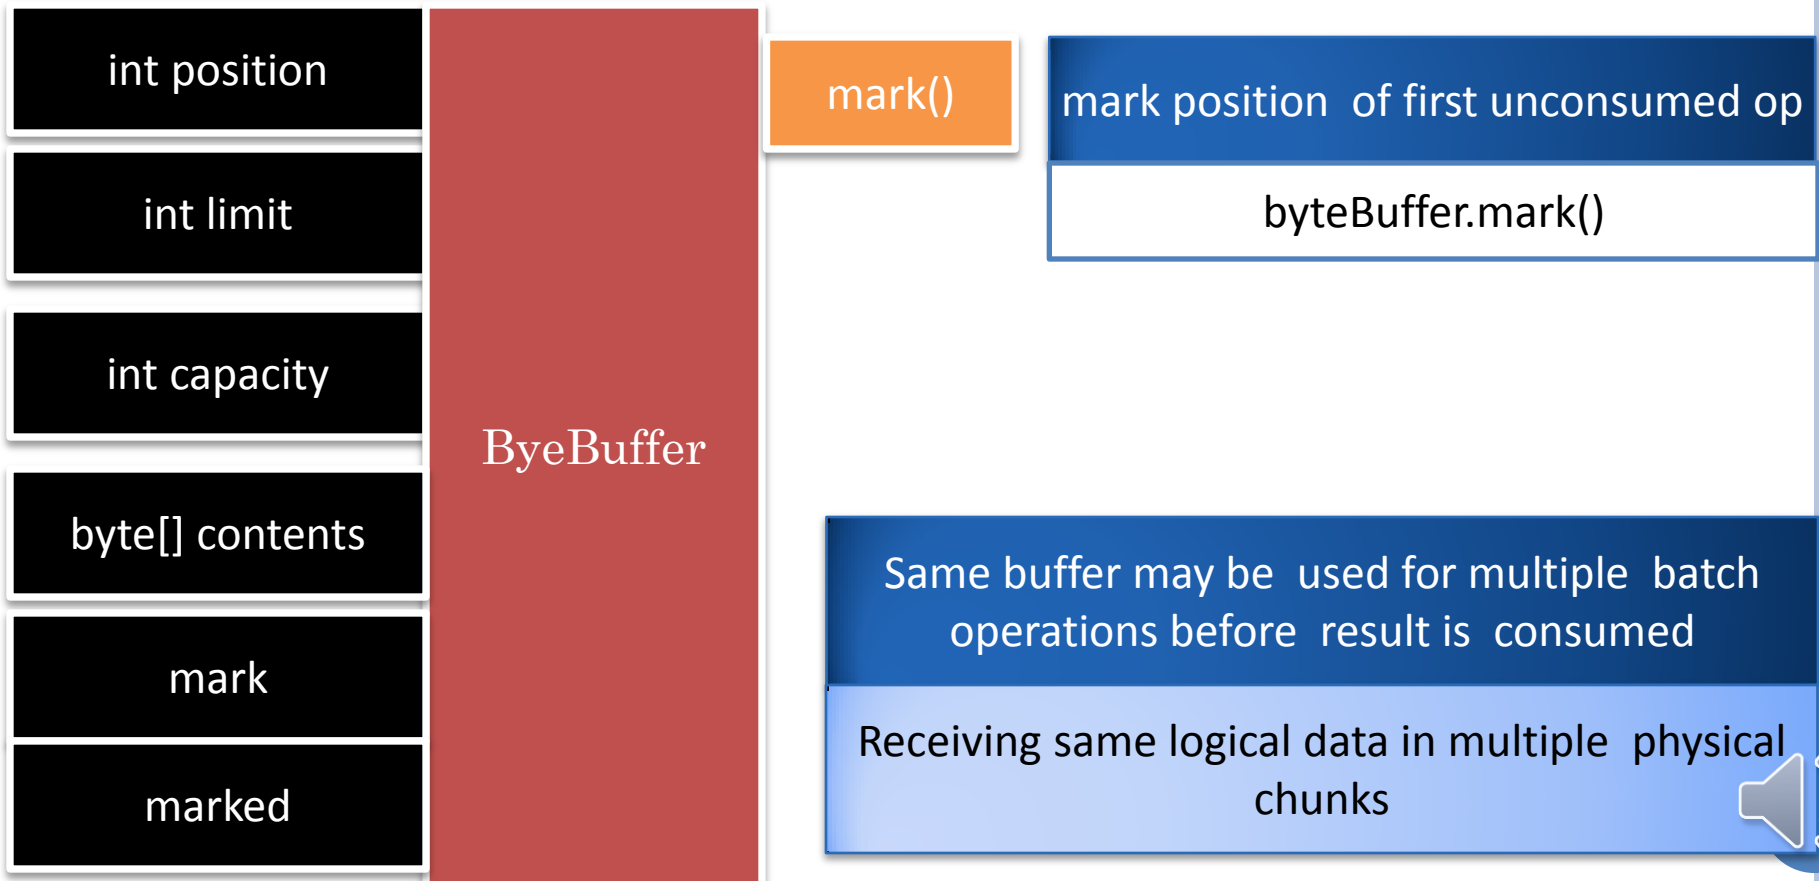 int position
int limit
int capacity
byte[] contents
mark
marked
ByeBuffer
mark()
mark position of first unconsumed op
byteBuffer.mark()
Same buffer may be used for multiple batch
operations before result is consumed
Receiving same logical data in multiple physical
chunks